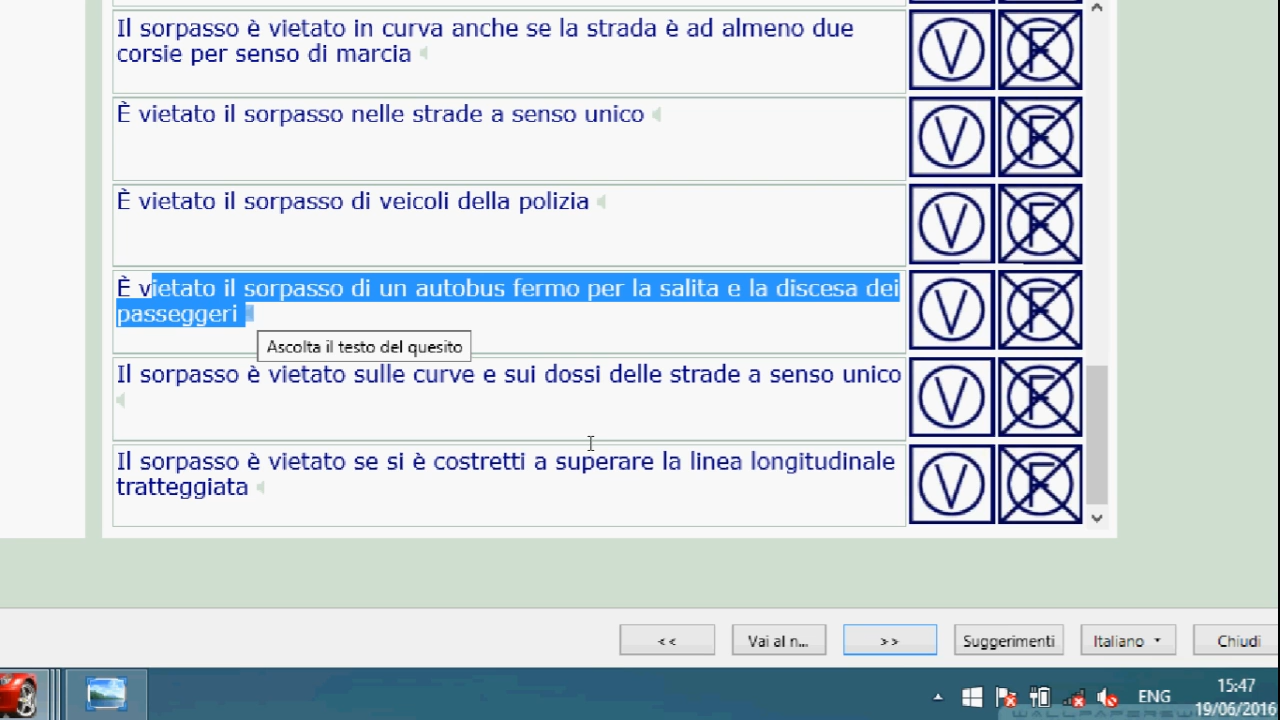 Il sorpasso è vietato in curva anche se la strada è ad almeno due
corsie per senso di marcia
V F
È vietato il sorpasso nelle strade a senso unico
V F
È vietato il sorpasso di veicoli della polizia
V F
È vietato il sorpasso di un autobus fermo per la salita e la discesa dei
passeggeri
V F
Ascolta il testo del quesito
Il sorpasso è vietato sulle curve e sui dossi delle strade a senso unico
V F
Il sorpasso è vietato se si è costretti a superare la linea longitudinale
tratteggiata
V F
<< Vai al n... >> Suggerimenti Italiano Chiudi
ENG 15:47
19/06/2016